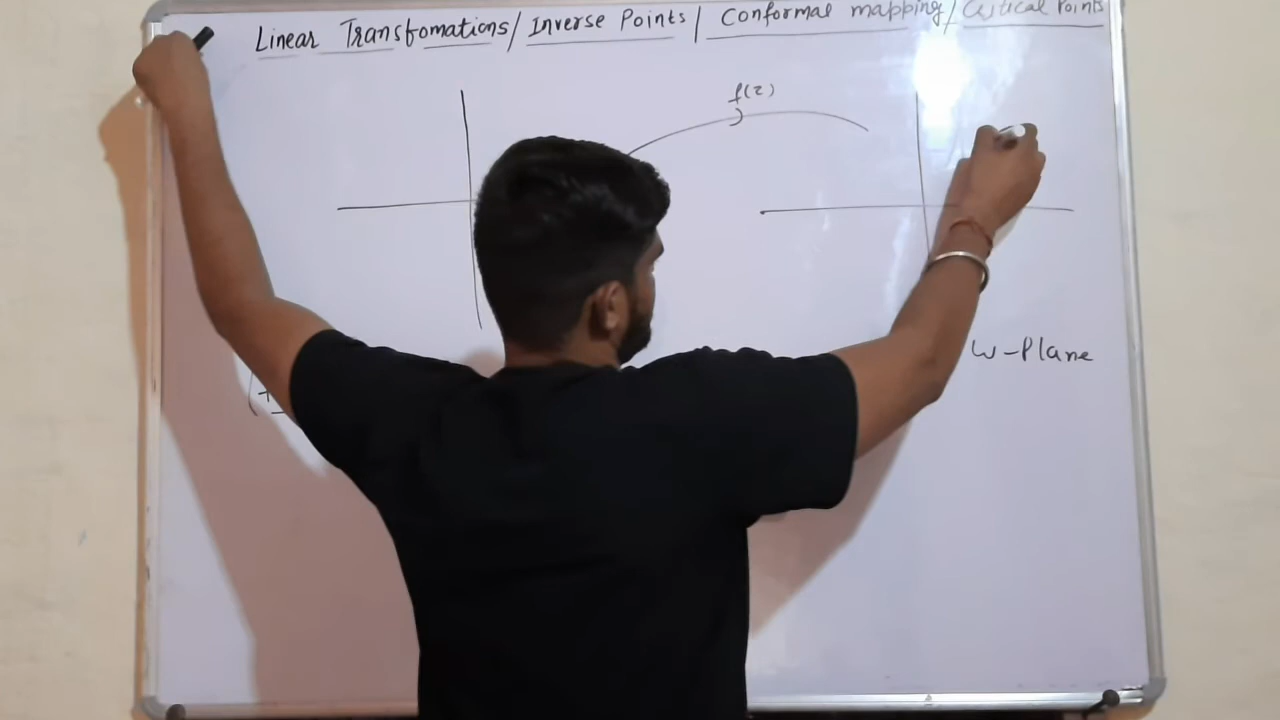 Linear Transfomations/ Inverse Points / Conformal mapping/ Critical Points
f(z)
W-Plane